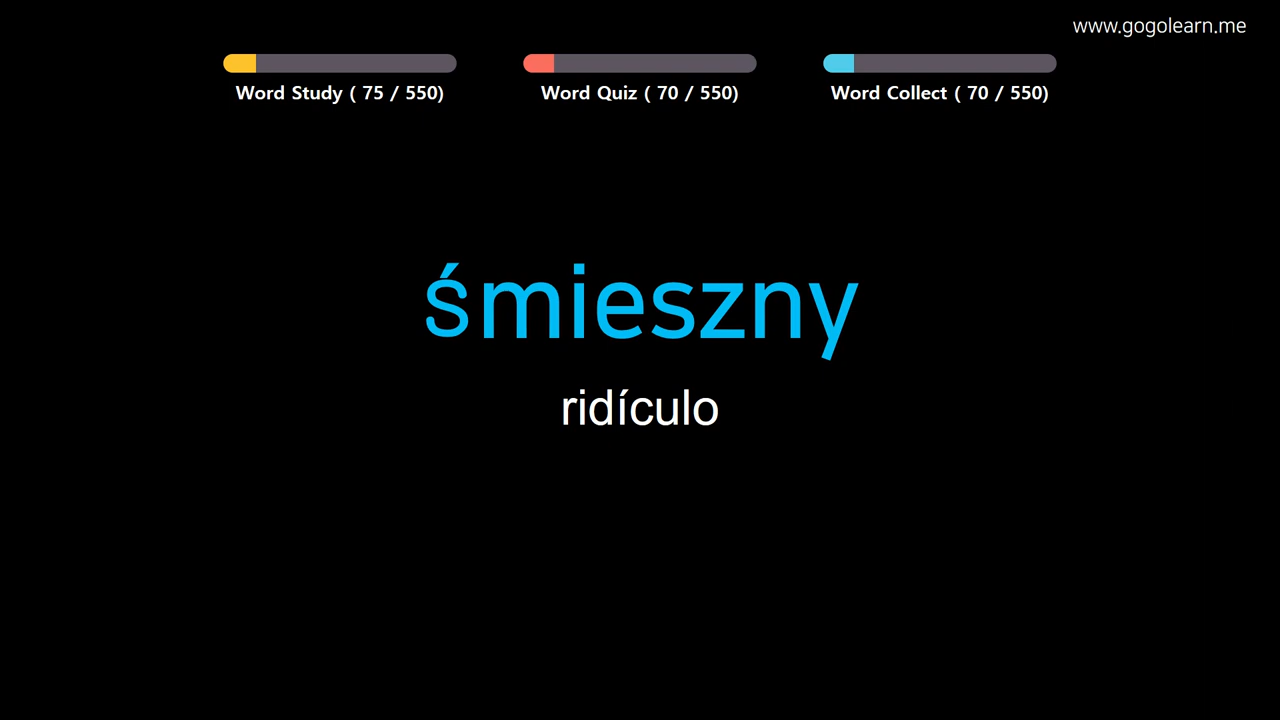 www.gogolearn.me
Word Study ( 75 / 550)
Word Quiz ( 70 / 550)
Word Collect ( 70 / 550)
śmieszny
ridículo